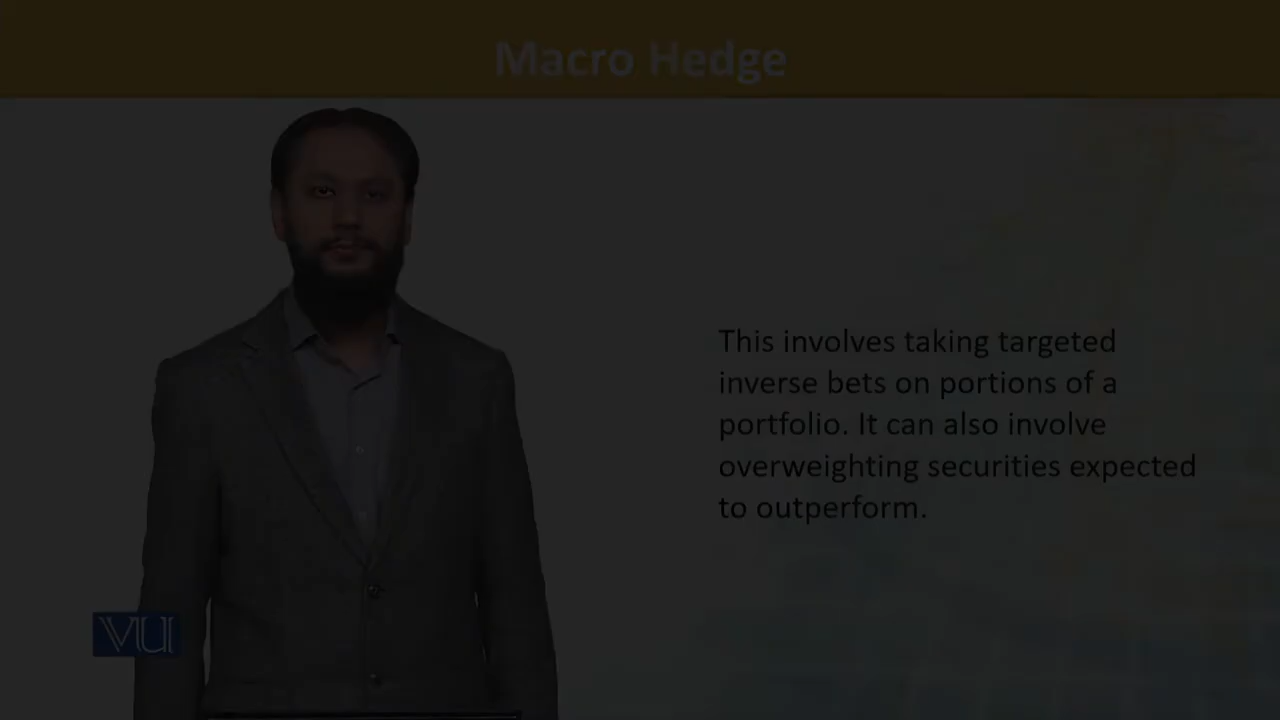 Macro Hedge
This involves taking targeted
inverse bets on portions of a
portfolio. It can also involve
overweighting securities expected
to outperform.
VU